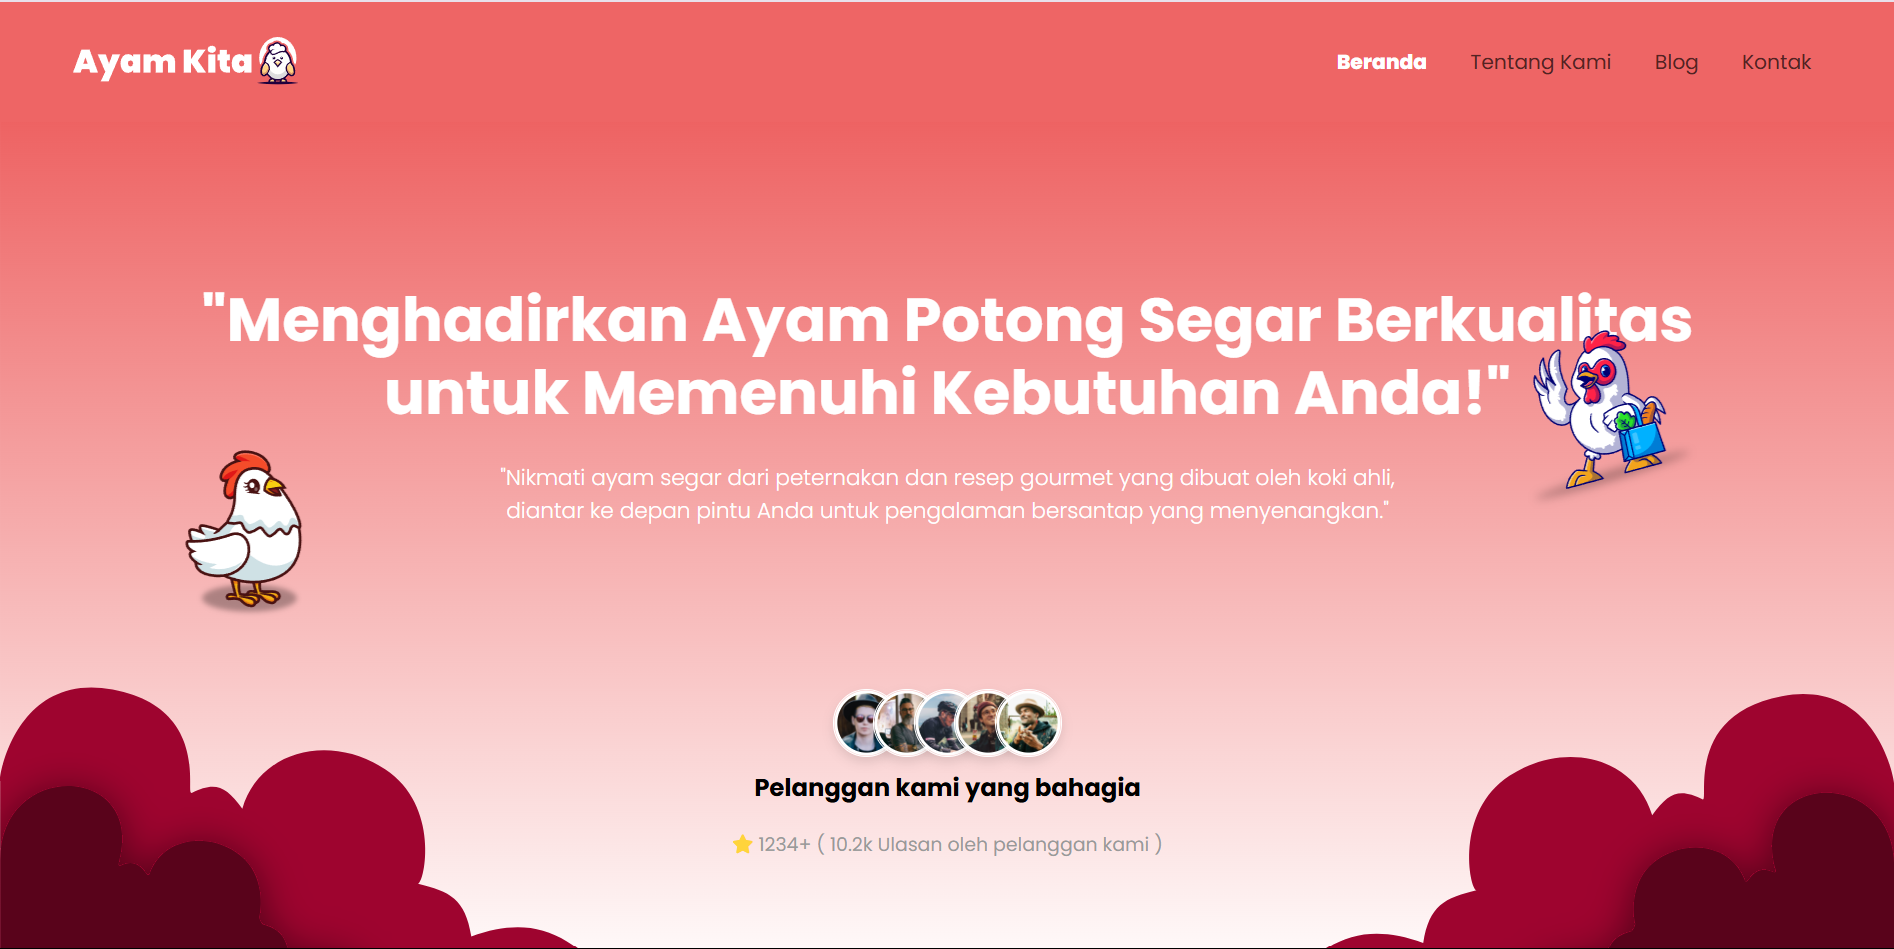 Ayam Kita
Beranda
Tentang Kami
Blog
Kontak
"Menghadirkan Ayam Potong Segar Berkualitas
untuk Memenuhi Kebutuhan Anda!"
"Nikmati ayam segar dari peternakan dan resep gourmet yang dibuat oleh koki ahli,
diantar ke depan pintu Anda untuk pengalaman bersantap yang menyenangkan."
Pelanggan kami yang bahagia
1234+ ( 10.2k Ulasan oleh pelanggan kami )